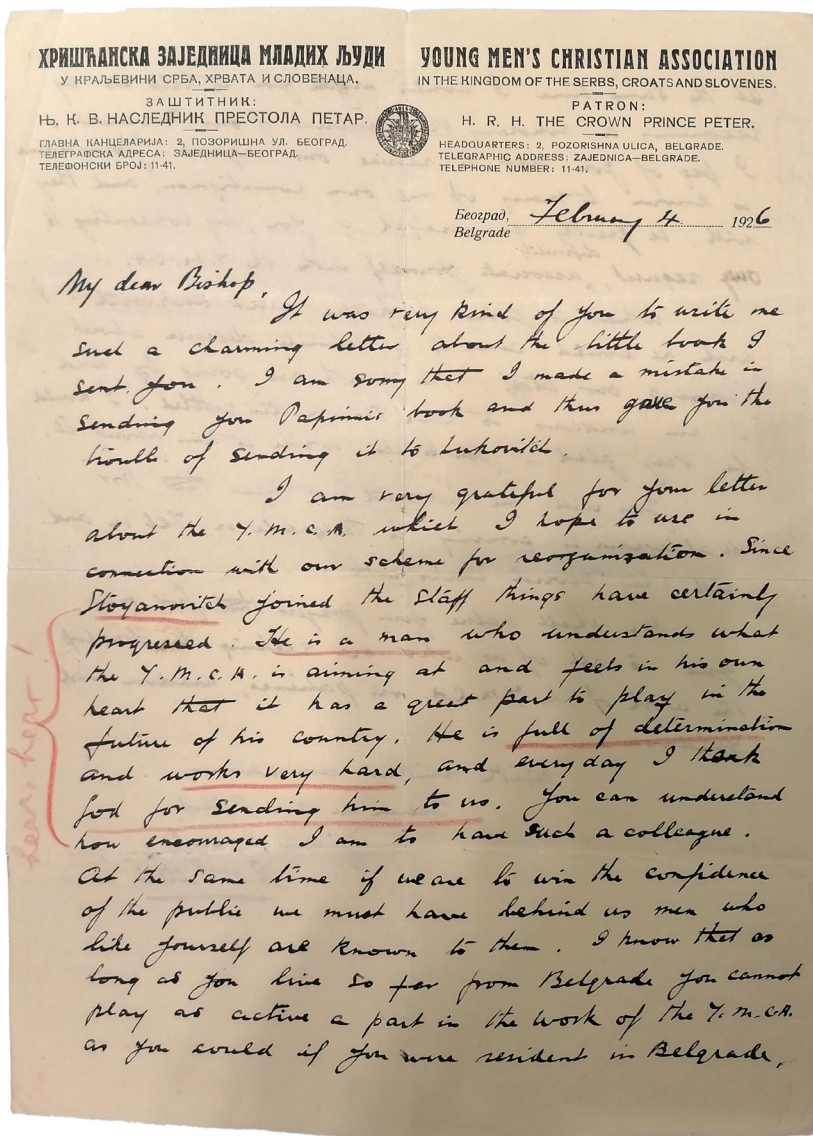 ХРИШЋАНСКА ЗАЈЕДНИЦА МЛАДИХ ЉУДИ
У КРАЉЕВИНИ СРБА, ХРВАТА И СЛОВЕНАЦА.
ЗАШТИТНИК:
Њ. К. В. НАСЛЕДНИК ПРЕСТОЛА ПЕТАР.
ГЛАВНА КАНЦЕЛАРИЈА: 2, ПОЗОРИШНА УЛ. БЕОГРАД.
ТЕЛЕГРАФСКА АДРЕСА: ЗАЈЕДНИЦА—БЕОГРАД.
ТЕЛЕФОНСКИ БРОЈ: 11-41.
YOUNG MEN'S CHRISTIAN ASSOCIATION
IN THE KINGDOM OF THE SERBS, CROATS AND SLOVENES.
PATRON:
H. R. H. THE CROWN PRINCE PETER.
HEADQUARTERS: 2, POZORISHNA ULICA, BELGRADE.
TELEGRAPHIC ADDRESS: ZAJEDNICA—BELGRADE.
TELEPHONE NUMBER: 11-41.
Београд, February 4 1926
Belgrade
My dear Bishop,
It was very kind of you to write me
such a charming letter about the little book I
sent you. I am sorry that I made a mistake in
sending you Papini's book and thus gave you the
trouble of sending it to Lukovitch.
I am very grateful for your letter
about the Y.M.C.A. which I hope to use in
connection with our scheme for reorganization. Since
Stoyanovitch joined the staff things have certainly
progressed. He is a man who understands what
the Y.M.C.A. is aiming at and feels in his own
heart that it has a great part to play in the
future of his country. He is full of determination
and works very hard, and everyday I thank
God for sending him to us. You can understand
how encouraged I am to have such a colleague.
At the same time if we are to win the confidence
of the public we must have behind us men who
like yourself are known to them. I know that as
long as you live so far from Belgrade you cannot
play as active a part in the work of the Y.M.C.A.
as you could if you were resident in Belgrade,
hear, hear!